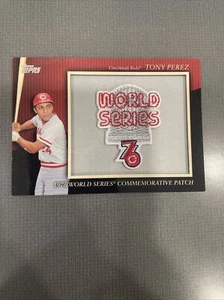 Topps
Cincinnati Reds® TONY PEREZ
WORLD
SERIES
76
1976 WORLD SERIES® COMMEMORATIVE PATCH